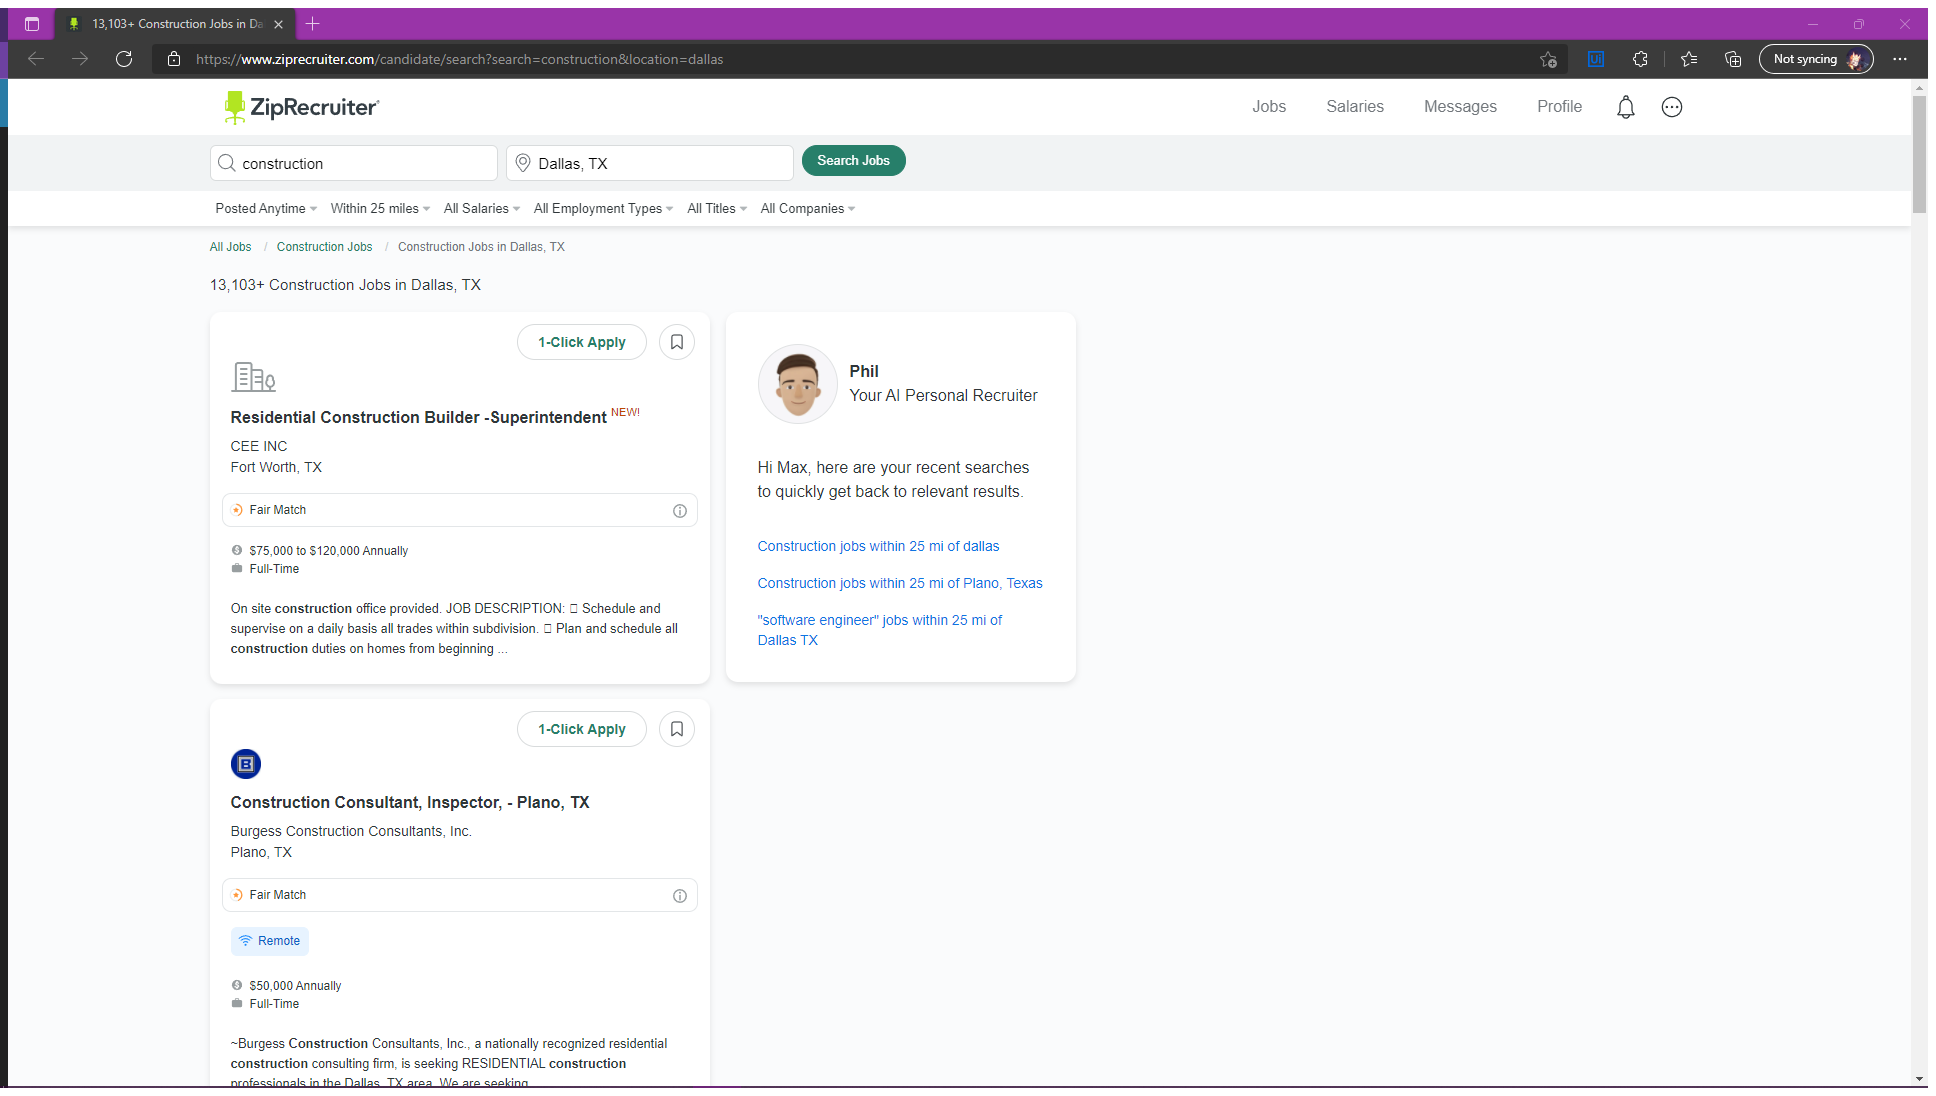 13,103+ Construction Jobs in Da
https://www.ziprecruiter.com/candidate/search?search=construction&location=dallas
Not syncing
ZipRecruiter
Jobs
Salaries
Messages
Profile
construction
Dallas, TX
Search Jobs
Posted Anytime
Within 25 miles
All Salaries
All Employment Types
All Titles
All Companies
All Jobs / Construction Jobs / Construction Jobs in Dallas, TX
13,103+ Construction Jobs in Dallas, TX
1-Click Apply
Residential Construction Builder -Superintendent NEW!
CEE INC
Fort Worth, TX
Fair Match
$75,000 to $120,000 Annually
Full-Time
On site construction office provided. JOB DESCRIPTION: ▯ Schedule and
supervise on a daily basis all trades within subdivision. ▯ Plan and schedule all
construction duties on homes from beginning ...
Phil
Your AI Personal Recruiter
Hi Max, here are your recent searches
to quickly get back to relevant results.
Construction jobs within 25 mi of dallas
Construction jobs within 25 mi of Plano, Texas
"software engineer" jobs within 25 mi of
Dallas TX
1-Click Apply
B
Construction Consultant, Inspector, - Plano, TX
Burgess Construction Consultants, Inc.
Plano, TX
Fair Match
Remote
$50,000 Annually
Full-Time
~Burgess Construction Consultants, Inc., a nationally recognized residential
construction consulting firm, is seeking RESIDENTIAL construction
professionals in the Dallas, TX area. We are seeking